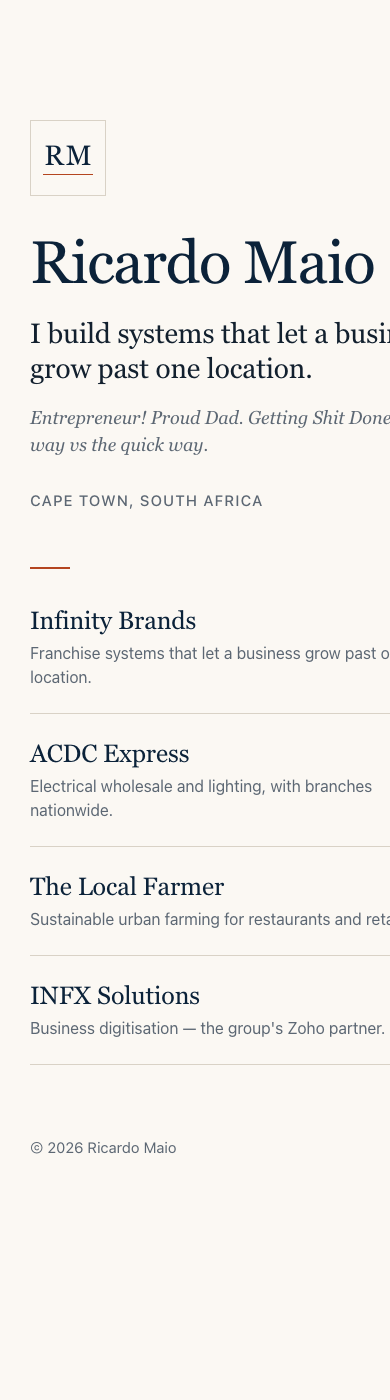 RM
Ricardo Maio
I build systems that let a
grow past one location.
Entrepreneur! Proud Dad. Getting Shit Done
way vs the quick way.
CAPE TOWN, SOUTH AFRICA
Infinity Brands
Franchise systems that let a business grow past
location.
ACDC Express
Electrical wholesale and lighting, with branches
nationwide.
The Local Farmer
Sustainable urban farming for restaurants and
INFX Solutions
Business digitisation — the group's Zoho partner.
© 2026 Ricardo Maio